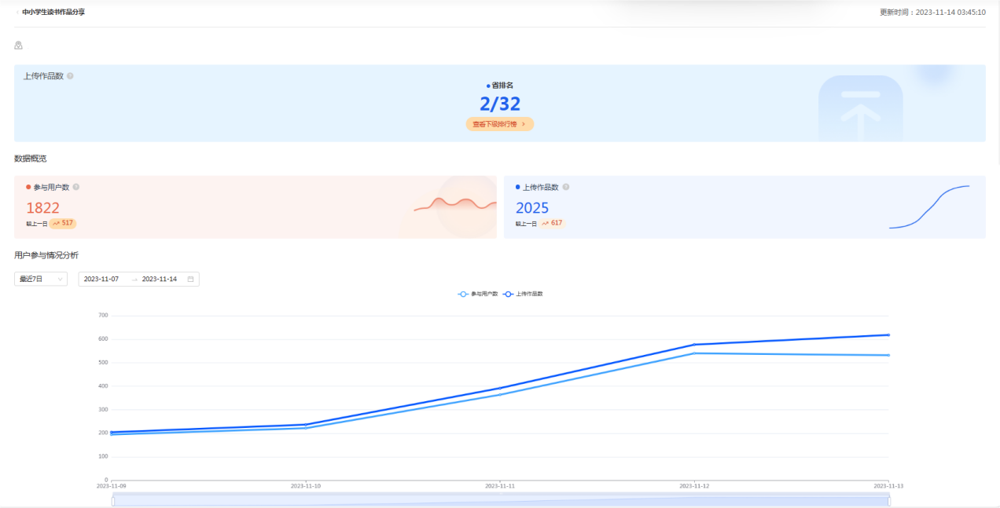 中小学生读书作品分享
更新时间：2023-11-14 03:45:10
上传作品数
省排名
2/32
查看下级排行榜 >
数据概览
参与用户数
1822
较上一日 517
上传作品数
2025
较上一日 617
用户参与情况分析
最近7日
2023-11-07 → 2023-11-14
参与用户数 上传作品数
700
600
500
400
300
200
100
0
2023-11-09 2023-11-10 2023-11-11 2023-11-12 2023-11-13